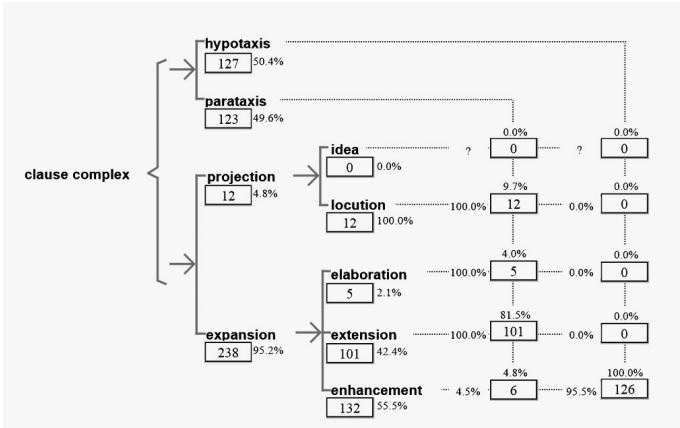 hypotaxis
127 50.4%
parataxis
123 49.6%
0.0% 0.0%
idea ? 0 ? 0
0 0.0%
clause complex
projection
12 4.8%
9.7% 0.0%
locution 100.0% 12 0.0% 0
12 100.0%
4.0% 0.0%
elaboration 100.0% 5 0.0% 0
5 2.1%
81.5% 0.0%
expansion extension 100.0% 101 0.0% 0
238 95.2% 101 42.4%
4.8% 100.0%
enhancement 4.5% 6 95.5% 126
132 55.5%